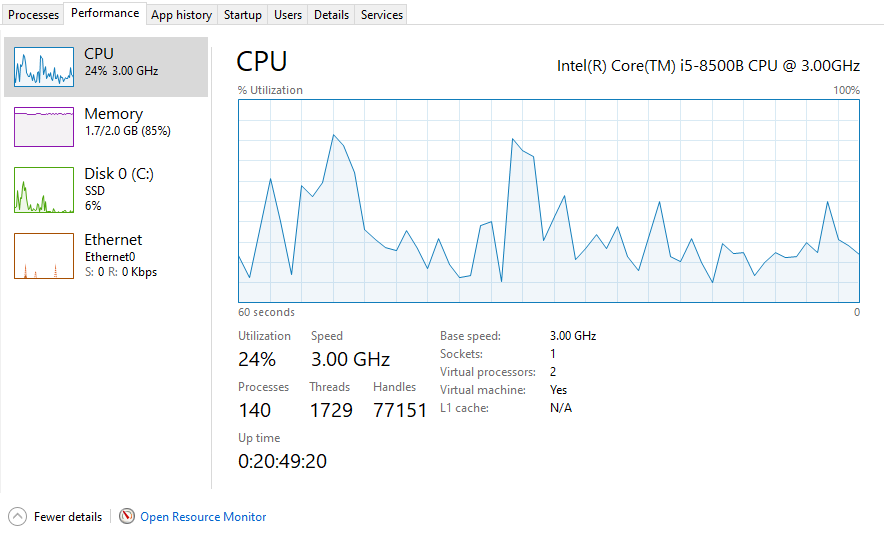 Processes Performance App history Startup Users Details Services
CPU
24% 3.00 GHz
Memory
1.7/2.0 GB (85%)
Disk 0 (C:)
SSD
6%
Ethernet
Ethernet0
S: 0 R: 0 Kbps
CPU Intel(R) Core(TM) i5-8500B CPU @ 3.00GHz
% Utilization 100%
60 seconds 0
Utilization Speed
24% 3.00 GHz
Processes Threads Handles
140 1729 77151
Up time
0:20:49:20
Base speed: 3.00 GHz
Sockets: 1
Virtual processors: 2
Virtual machine: Yes
L1 cache: N/A
Fewer details Open Resource Monitor